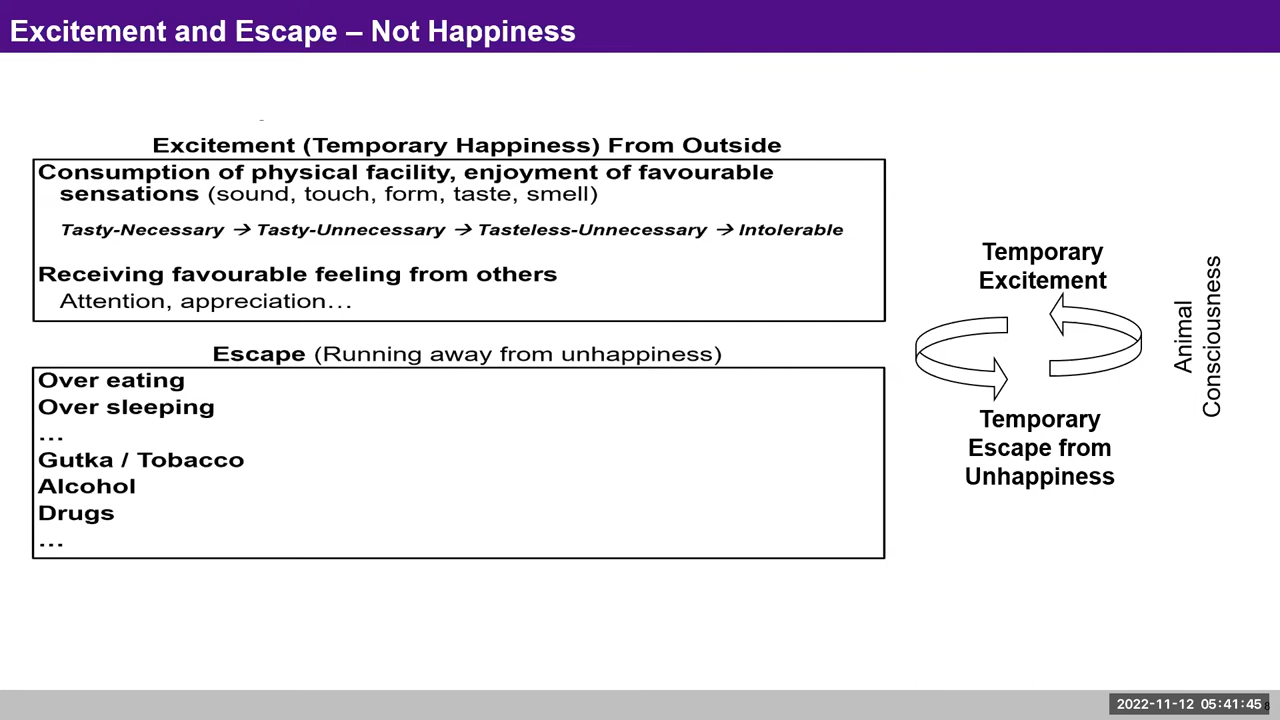 Excitement and Escape – Not Happiness
Excitement (Temporary Happiness) From Outside
Consumption of physical facility, enjoyment of favourable
sensations (sound, touch, form, taste, smell)
Tasty-Necessary → Tasty-Unnecessary → Tasteless-Unnecessary → Intolerable
Receiving favourable feeling from others
Attention, appreciation…
Escape (Running away from unhappiness)
Over eating
Over sleeping
…
Gutka / Tobacco
Alcohol
Drugs
…
Temporary
Excitement
Temporary
Escape from
Unhappiness
Animal
Consciousness
2022-11-12 05:41:45
8